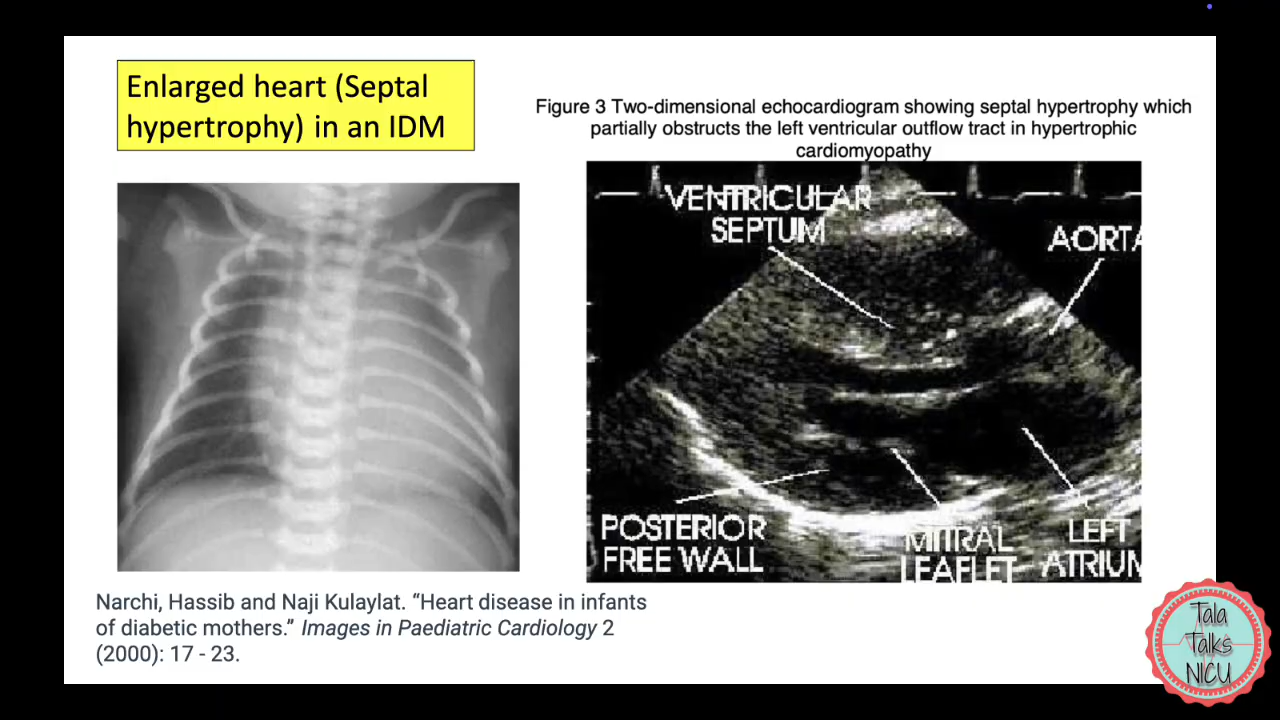 Enlarged heart (Septal
hypertrophy) in an IDM
Figure 3 Two-dimensional echocardiogram showing septal hypertrophy which
partially obstructs the left ventricular outflow tract in hypertrophic
cardiomyopathy
VENTRICULAR
SEPTUM
AORTA
POSTERIOR
FREE WALL
MITRAL
LEAFLET
LEFT
ATRIUM
Narchi, Hassib and Naji Kulaylat. “Heart disease in infants
of diabetic mothers.” Images in Paediatric Cardiology 2
(2000): 17 - 23.
Tala
Talks
NICU